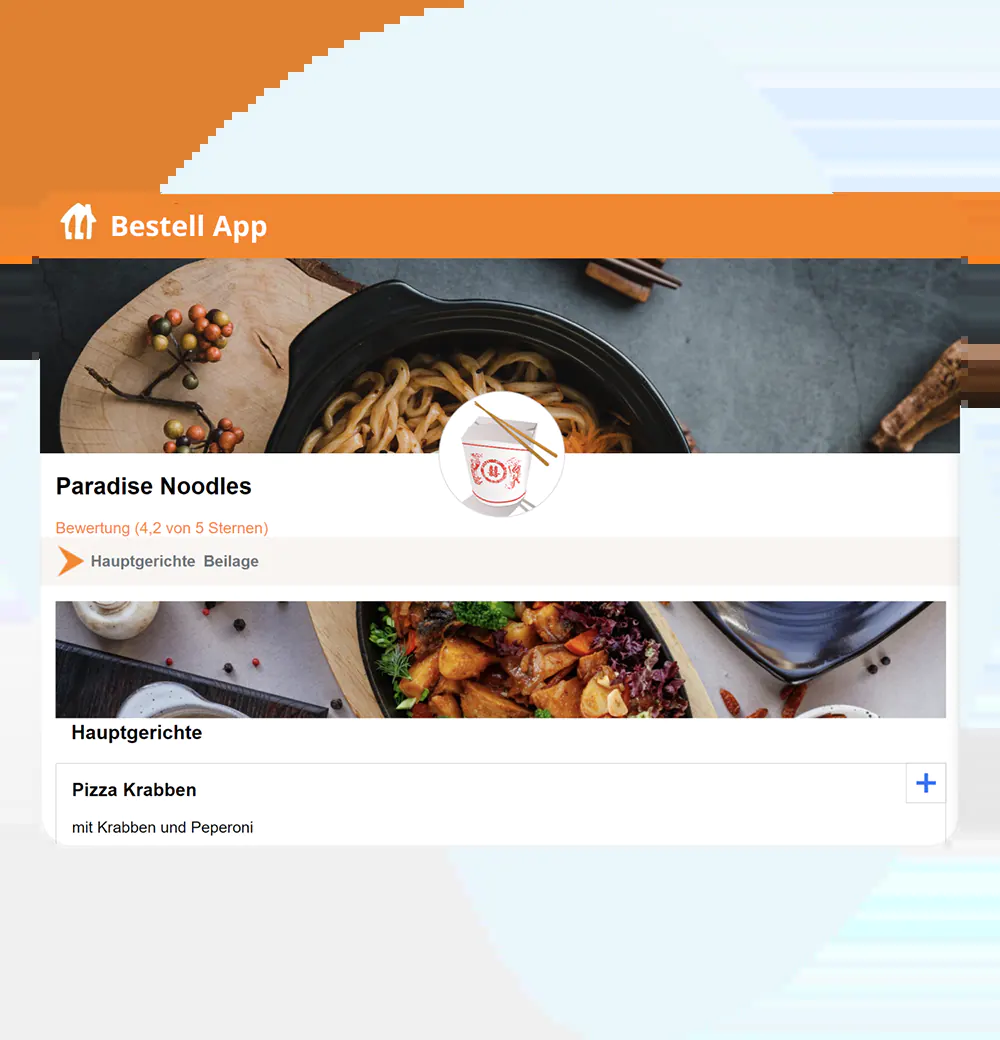 Bestell App
Paradise Noodles
Bewertung (4,2 von 5 Sternen)
Hauptgerichte Beilage
Hauptgerichte
Pizza Krabben
mit Krabben und Peperoni